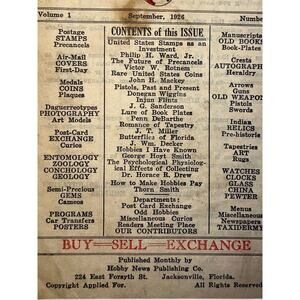 Volume 1 September, 1926 Number
Postage
STAMPS
Precancels
Air-Mail
COVERS
First-Day
Medals
COINS
Plaques
Daguerreotypes
PHOTOGRAPHY
Art Models
Post-Card
EXCHANGE
Curios
ENTOMOLOGY
ZOOLOGY
CONCHOLOGY
GEOLOGY
Semi-Precious
GEMS
Cameos
PROGRAMS
Car Transfers
POSTERS
CONTENTS of this ISSUE
United States Stamps as an
Investment
Philip H. Ward, Jr.
The Future of Precancels
Victor W. Rotnem
Rare United States Coins
John H. Mackey
Pistols, Past and Present
Donegan Wiggins
Injun Flints
J. G. Sanderson
Lure of Book Plates
Penn DeBarthe
Romance of Tapestry
J. T. Miller
Butterflies of Florida
J. Wm. Decker
Hobbies I Have Known
George Hoyt Smith
The Psychological Physiolog-
ical Effects of Collecting
Dr. Horace R. Drew
How to Make Hobbies Pay
Thorn Smith
Departments:
Post Card Exchange
Odd Hobbies
Miscellaneous Curios
Readers Meeting Place
OUR CONTRIBUTORS
Manuscripts
OLD BOOKS
Book-Plates
Crests
AUTOGRAPHS
Heraldry
Arrows
Guns
OLD WEAPONS
Pistols
Swords
Indian
RELICS
Pre-historic
Tapestries
ART
Rugs
WATCHES
CLOCKS
GLASS
CHINA
PEWTER
Menus
Miscellaneous
Newspapers
TAXIDERMY
BUY—SELL—EXCHANGE
Published Monthly by
Hobby News Publishing Co.
224 East Forsyth St. Jacksonville, Florida.
Copyright Applied For. All Rights Reserved